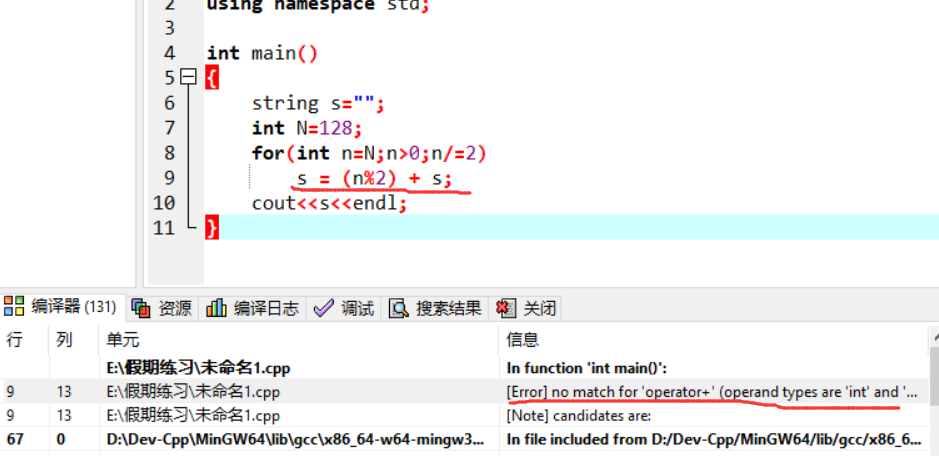 2 using namespace std;
3
4 int main()
5 {
6 string s="";
7 int N=128;
8 for(int n=N;n>0;n/=2)
9 s = (n%2) + s;
10 cout<<s<<endl;
11 }
编译器 (131) 资源 编译日志 调试 搜索结果 关闭
行 列 单元 信息
E:\假期练习\未命名1.cpp In function 'int main()':
9 13 E:\假期练习\未命名1.cpp [Error] no match for 'operator+' (operand types are 'int' and '...
9 13 E:\假期练习\未命名1.cpp [Note] candidates are:
67 0 D:\Dev-Cpp\MinGW64\lib\gcc\x86_64-w64-mingw3... In file included from D:/Dev-Cpp/MinGW64/lib/gcc/x86_6...